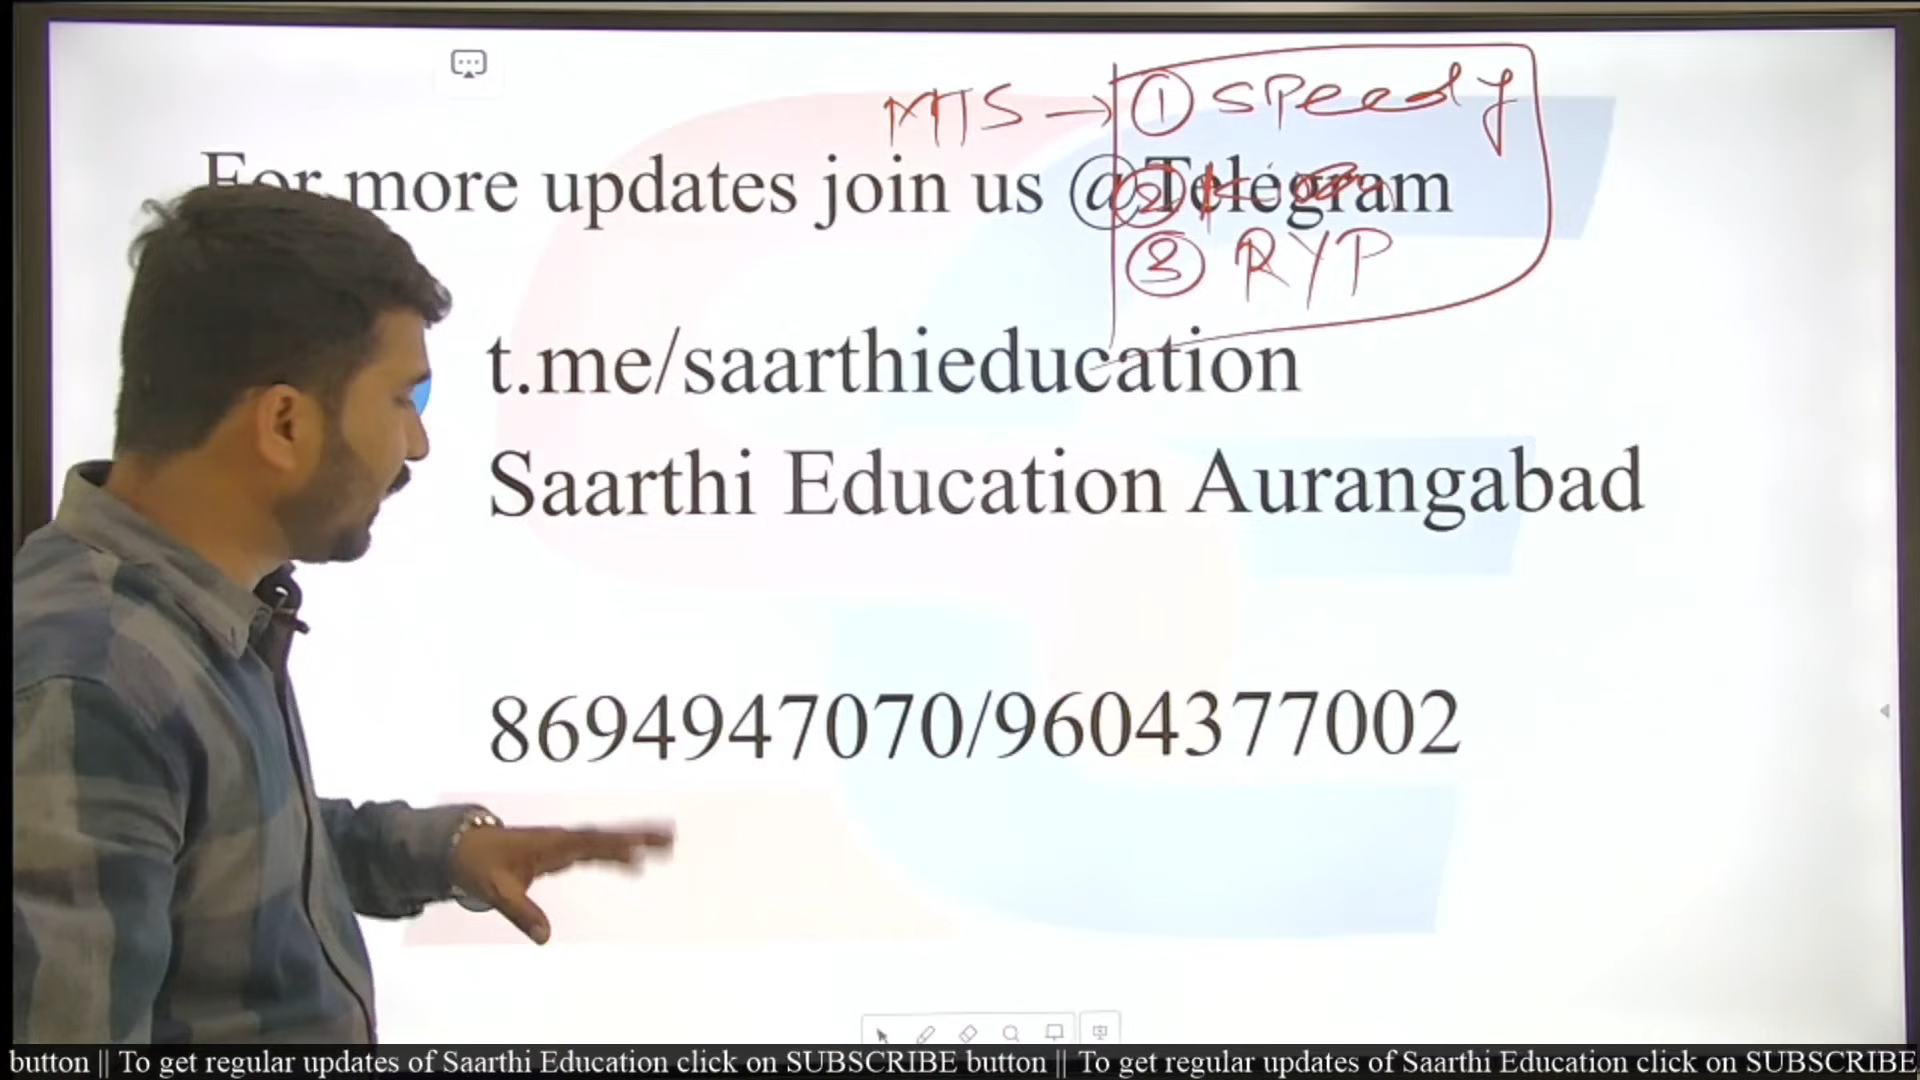 MTS → ① Speedy
For more updates join us @Telegram
②
③ RYP
t.me/saarthieducation
Saarthi Education Aurangabad
8694947070/9604377002
button || To get regular updates of Saarthi Education click on SUBSCRIBE button || To get regular updates of Saarthi Education click on SUBSCRIBE